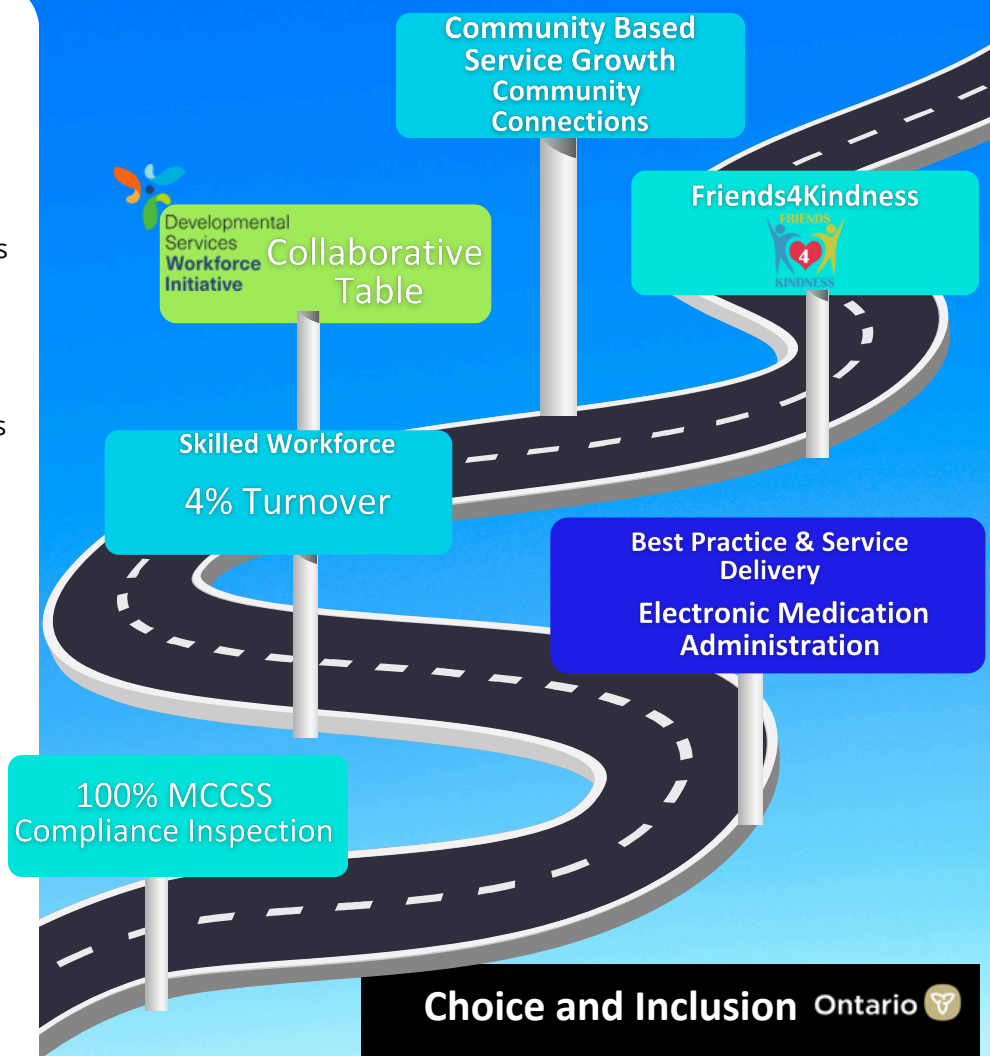 Community Based
Service Growth
Community
Connections
Friends4Kindness
FRIENDS
4
KINDNESS
Developmental
Services
Workforce
Initiative
Collaborative
Table
Skilled Workforce
4% Turnover
Best Practice & Service
Delivery
Electronic Medication
Administration
100% MCCSS
Compliance Inspection
Choice and Inclusion
Ontario